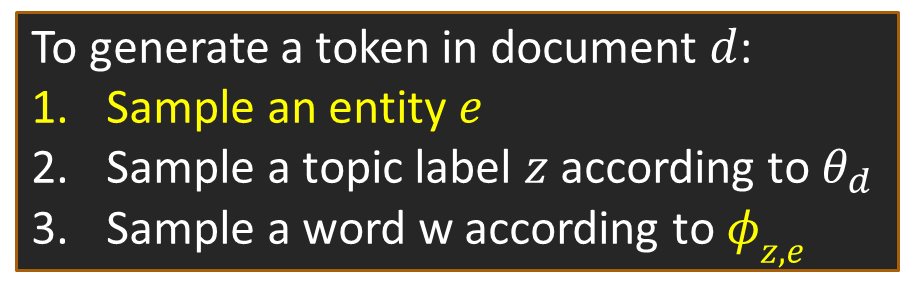 To generate a token in document d:
1. Sample an entity e
2. Sample a topic label z according to θ_d
3. Sample a word w according to ϕ_{z,e}